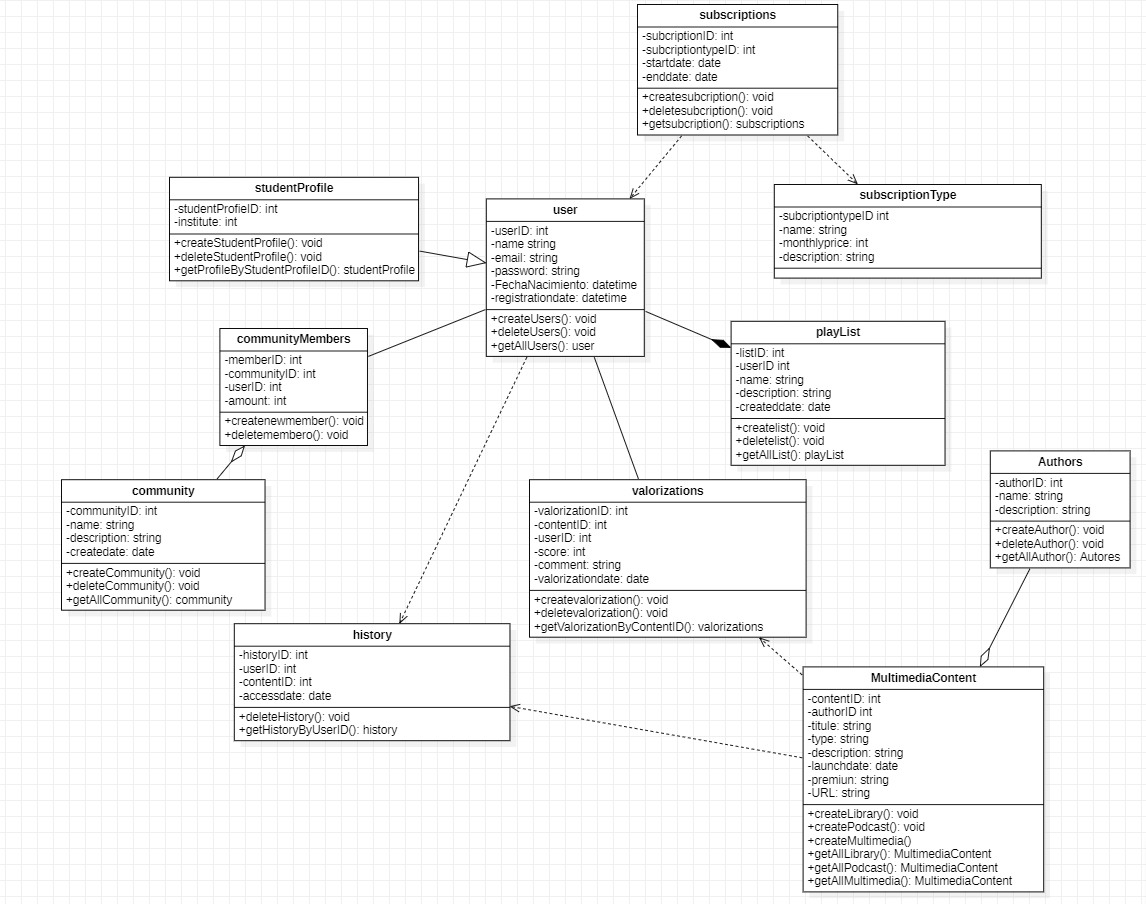 subscriptions
-subcriptionID: int
-subcriptiontypeID: int
-startdate: date
-enddate: date
+createsubcription(): void
+deletesubcription(): void
+getsubcription(): subscriptions
studentProfile
-studentProfieID: int
-institute: int
+createStudentProfile(): void
+deleteStudentProfile(): void
+getProfileByStudentProfileID(): studentProfile
user
-userID: int
-name string
-email: string
-password: string
-FechaNacimiento: datetime
-registrationdate: datetime
+createUsers(): void
+deleteUsers(): void
+getAllUsers(): user
subscriptionType
-subcriptiontypeID int
-name: string
-monthlyprice: int
-description: string
communityMembers
-memberID: int
-communityID: int
-userID: int
-amount: int
+createnewmember(): void
+deletemembero(): void
playList
-listID: int
-userID int
-name: string
-description: string
-createddate: date
+createlist(): void
+deletelist(): void
+getAllList(): playList
community
-communityID: int
-name: string
-description: string
-createdate: date
+createCommunity(): void
+deleteCommunity(): void
+getAllCommunity(): community
valorizations
-valorizationID: int
-contentID: int
-userID: int
-score: int
-comment: string
-valorizationdate: date
+createvalorization(): void
+deletevalorization(): void
+getValorizationByContentID(): valorizations
Authors
-authorID: int
-name: string
-description: string
+createAuthor(): void
+deleteAuthor(): void
+getAllAuthor(): Autores
history
-historyID: int
-userID: int
-contentID: int
-accessdate: date
+deleteHistory(): void
+getHistoryByUserID(): history
MultimediaContent
-contentID: int
-authorID int
-titule: string
-type: string
-description: string
-launchdate: date
-premiun: string
-URL: string
+createLibrary(): void
+createPodcast(): void
+createMultimedia()
+getAllLibrary(): MultimediaContent
+getAllPodcast(): MultimediaContent
+getAllMultimedia(): MultimediaContent